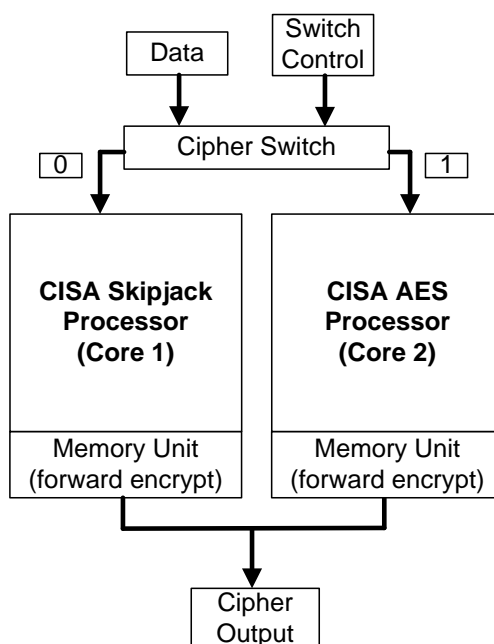 Data
Switch
Control
Cipher Switch
0
1
CISA Skipjack
Processor
(Core 1)
CISA AES
Processor
(Core 2)
Memory Unit
(forward encrypt)
Memory Unit
(forward encrypt)
Cipher
Output